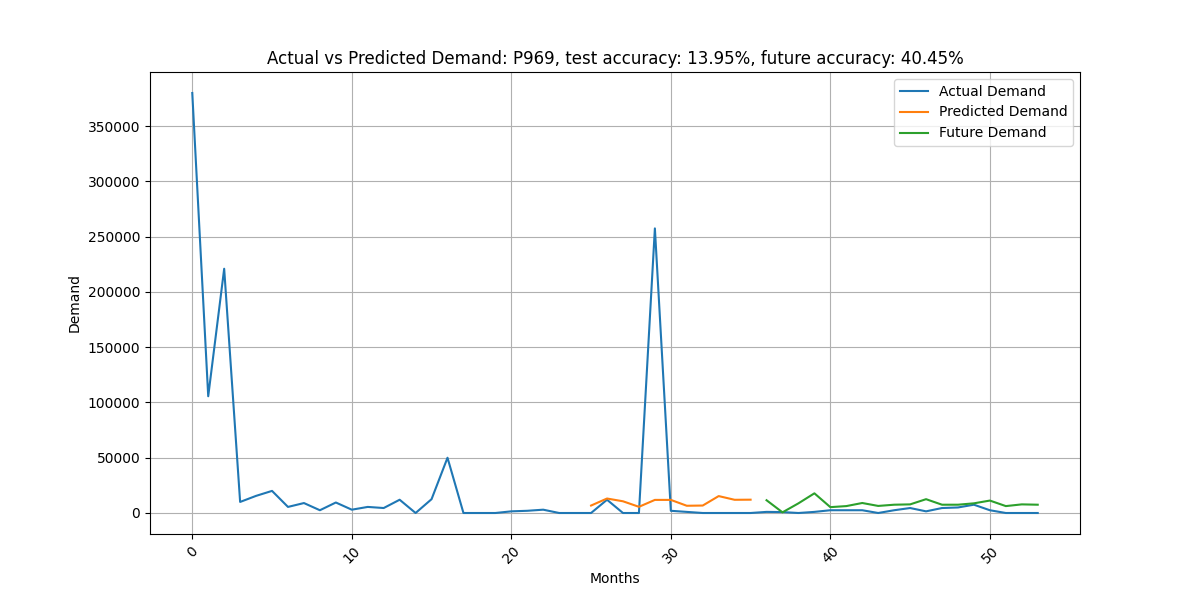 Actual vs Predicted Demand: P969, test accuracy: 13.95%, future accuracy: 40.45%
Actual Demand
Predicted Demand
Future Demand
350000
300000
250000
200000
150000
100000
50000
0
Demand
0
10
20
30
40
50
Months